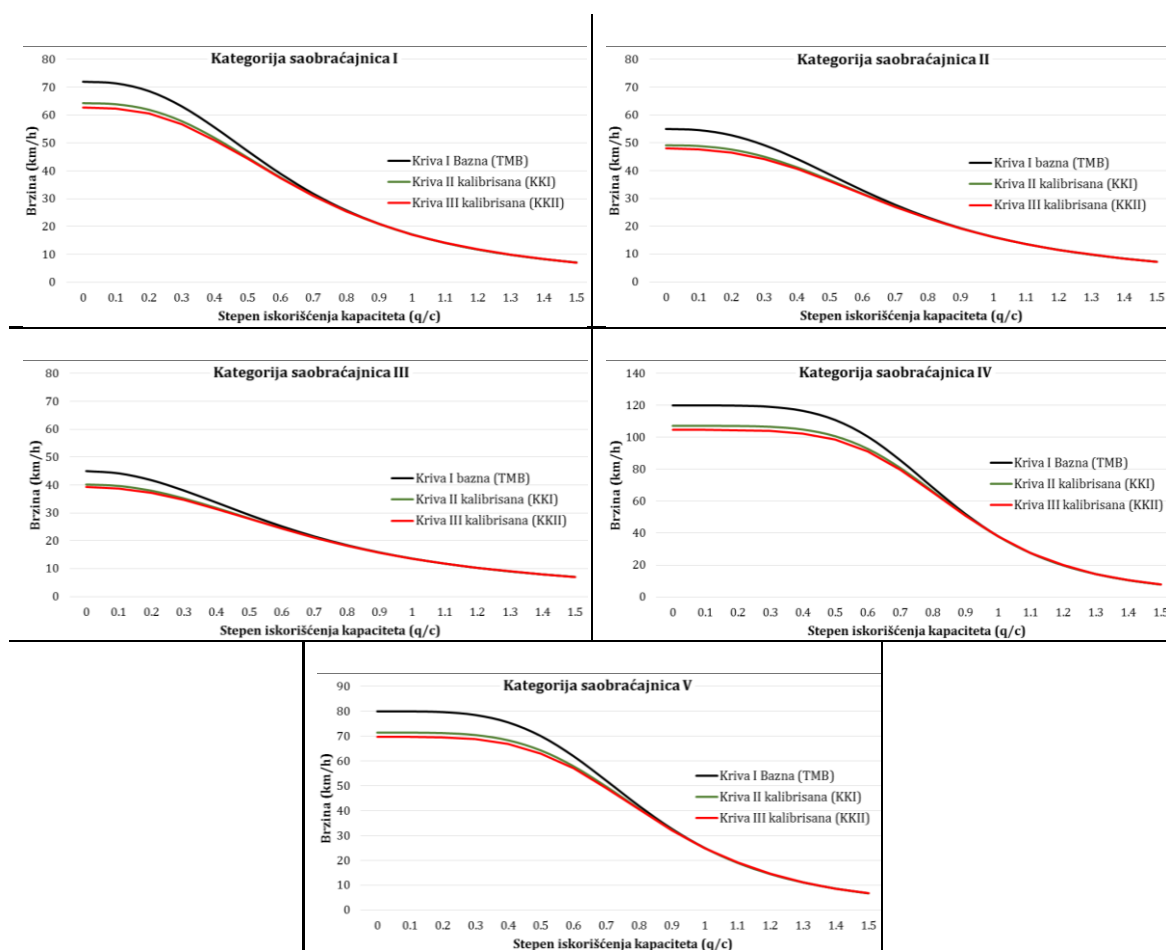 Kategorija saobraćajnica I
Brzina (km/h)
80
70
60
50
40
30
20
10
0
Kriva I Bazna (TMB)
Kriva II kalibrisana (KKI)
Kriva III kalibrisana (KKII)
0 0.1 0.2 0.3 0.4 0.5 0.6 0.7 0.8 0.9 1 1.1 1.2 1.3 1.4 1.5
Stepen iskorišćenja kapaciteta (q/c)
Kategorija saobraćajnica II
Brzina (km/h)
80
70
60
50
40
30
20
10
0
Kriva I bazna (TMB)
Kriva II kalibrisana (KKI)
Kriva III kalibrisana (KKII)
0 0.1 0.2 0.3 0.4 0.5 0.6 0.7 0.8 0.9 1 1.1 1.2 1.3 1.4 1.5
Stepen iskorišćenja kapaciteta (q/c)
Kategorija saobraćajnica III
Brzina (km/h)
80
70
60
50
40
30
20
10
0
Kriva I bazna (TMB)
Kriva II kalibrisana (KKI)
Kriva III kalibrisana (KKII)
0 0.1 0.2 0.3 0.4 0.5 0.6 0.7 0.8 0.9 1 1.1 1.2 1.3 1.4 1.5
Stepen iskorišćenja kapaciteta (q/c)
Kategorija saobraćajnica IV
Brzina (km/h)
140
120
100
80
60
40
20
0
Kriva I Bazna (TMB)
Kriva II kalibrisana (KKI)
Kriva III kalibrisana (KKII)
0 0.1 0.2 0.3 0.4 0.5 0.6 0.7 0.8 0.9 1 1.1 1.2 1.3 1.4 1.5
Stepen iskorišćenja kapaciteta (q/c)
Kategorija saobraćajnica V
Brzina (km/h)
90
80
70
60
50
40
30
20
10
0
Kriva I Bazna (TMB)
Kriva II kalibrisana (KKI)
Kriva III kalibrisana (KKII)
0 0.1 0.2 0.3 0.4 0.5 0.6 0.7 0.8 0.9 1 1.1 1.2 1.3 1.4 1.5
Stepen iskorišćenja kapaciteta (q/c)